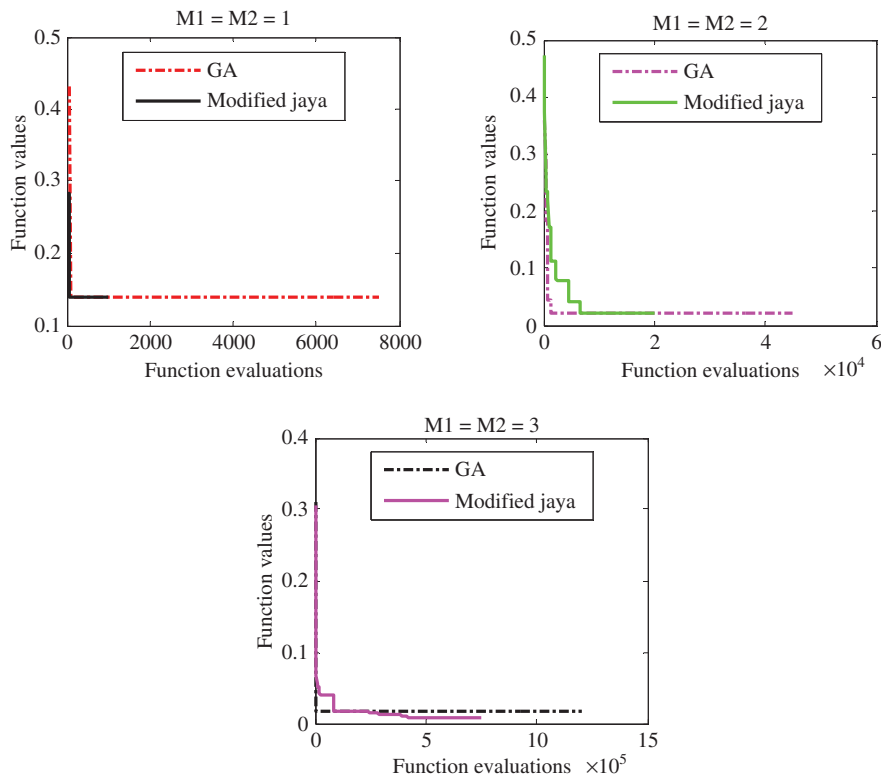 M1 = M2 = 1
0.5
0.4
0.3
0.2
0.1
Function values
GA
Modified jaya
0
2000
4000
6000
8000
Function evaluations
M1 = M2 = 2
0.5
0.4
0.3
0.2
0.1
0
Function values
GA
Modified jaya
0
2
4
6
Function evaluations ×10^4
M1 = M2 = 3
0.4
0.3
0.2
0.1
0
Function values
GA
Modified jaya
0
5
10
15
Function evaluations ×10^5